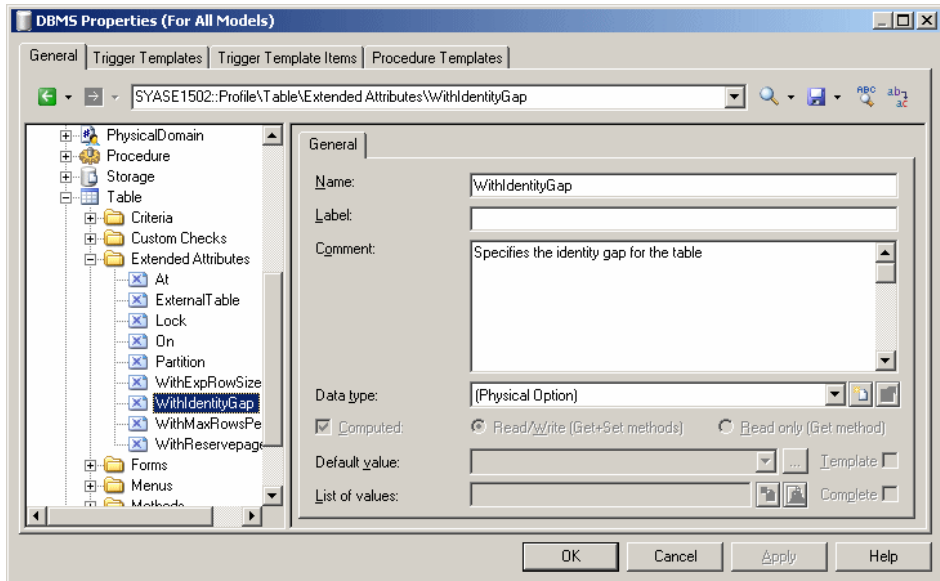 DBMS Properties (For All Models)
General Trigger Templates Trigger Template Items Procedure Templates
SYASE1502::Profile\Table\Extended Attributes\WithIdentityGap
ABC
ab
ac
PhysicalDomain
Procedure
Storage
Table
Criteria
Custom Checks
Extended Attributes
At
ExternalTable
Lock
On
Partition
WithExpRowSize
WithIdentityGap
WithMaxRowsPe
WithReservepage
Forms
Menus
Methods
General
Name: WithIdentityGap
Label:
Comment: Specifies the identity gap for the table
Data type: (Physical Option)
Computed: Read/Write (Get+Set methods) Read only (Get method)
Default value: ... Template
List of values: Complete
OK Cancel Apply Help